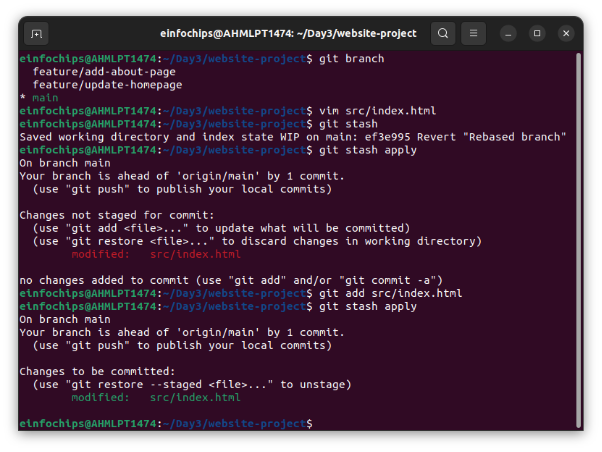 einfochips@AHMLPT1474: ~/Day3/website-project
einfochips@AHMLPT1474:~/Day3/website-project$ git branch
  feature/add-about-page
  feature/update-homepage
* main
einfochips@AHMLPT1474:~/Day3/website-project$ vim src/index.html
einfochips@AHMLPT1474:~/Day3/website-project$ git stash
Saved working directory and index state WIP on main: ef3e995 Revert "Rebased branch"
einfochips@AHMLPT1474:~/Day3/website-project$ git stash apply
On branch main
Your branch is ahead of 'origin/main' by 1 commit.
  (use "git push" to publish your local commits)
Changes not staged for commit:
  (use "git add <file>..." to update what will be committed)
  (use "git restore <file>..." to discard changes in working directory)
        modified:   src/index.html
no changes added to commit (use "git add" and/or "git commit -a")
einfochips@AHMLPT1474:~/Day3/website-project$ git add src/index.html
einfochips@AHMLPT1474:~/Day3/website-project$ git stash apply
On branch main
Your branch is ahead of 'origin/main' by 1 commit.
  (use "git push" to publish your local commits)
Changes to be committed:
  (use "git restore --staged <file>..." to unstage)
        modified:   src/index.html
einfochips@AHMLPT1474:~/Day3/website-project$